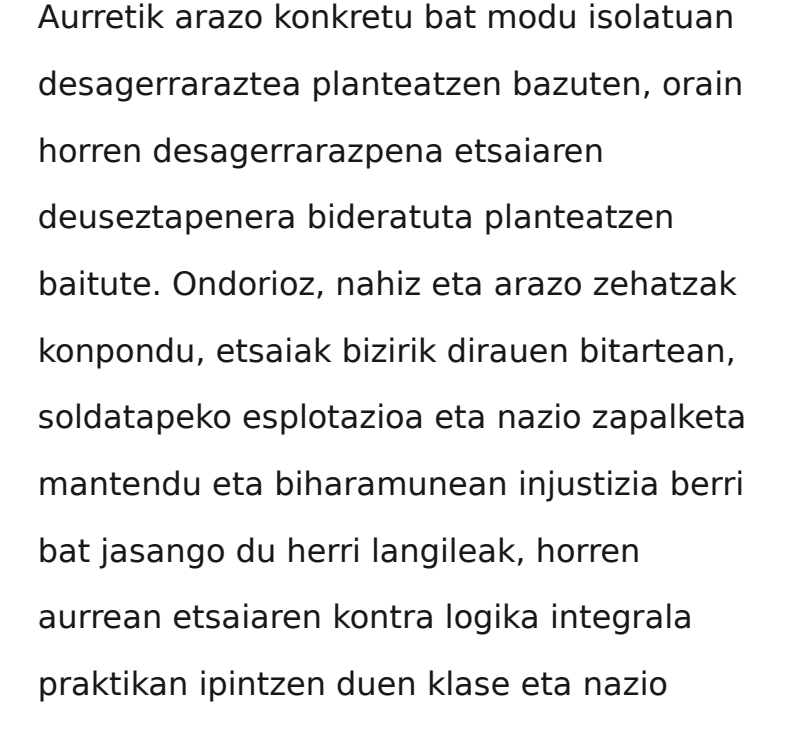 Aurretik arazo konkretu bat modu isolatuan
desagerraraztea planteatzen bazuten, orain
horren desagerrarazpena etsaiaren
deuseztapenera bideratuta planteatzen
baitute. Ondorioz, nahiz eta arazo zehatzak
konpondu, etsaiak bizirik dirauen bitartean,
soldatapeko esplotazioa eta nazio zapalketa
mantendu eta biharamunean injustizia berri
bat jasango du herri langileak, horren
aurrean etsaiaren kontra logika integrala
praktikan ipintzen duen klase eta nazio